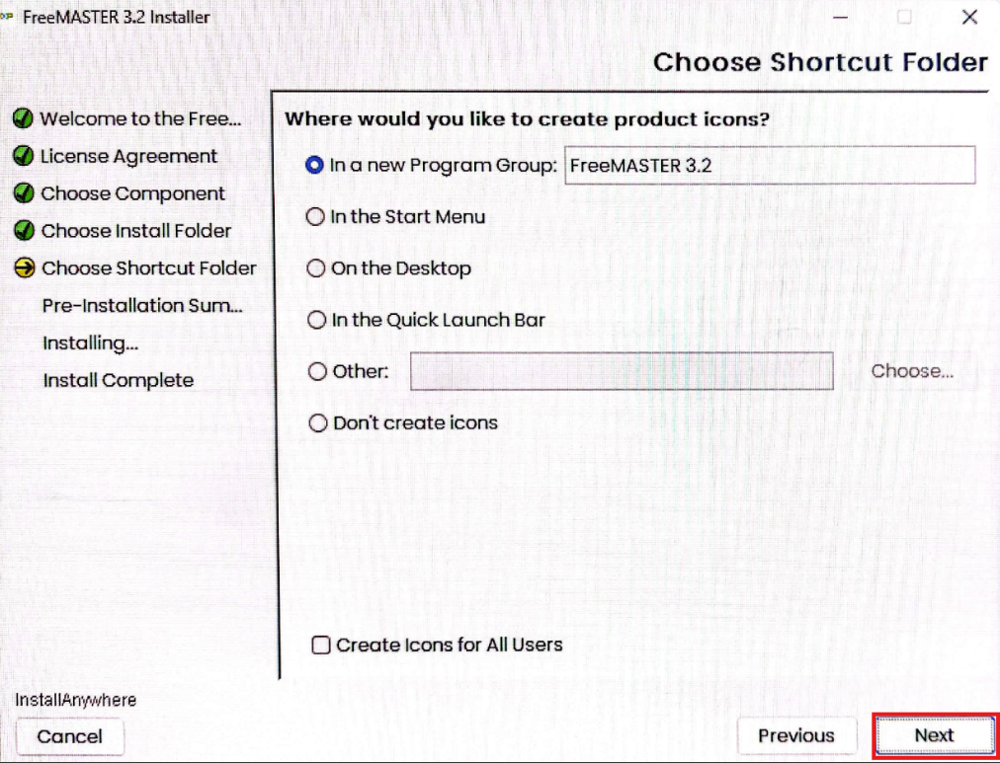 FreeMASTER 3.2 Installer
Choose Shortcut Folder
Welcome to the Free...
License Agreement
Choose Component
Choose Install Folder
Choose Shortcut Folder
Pre-Installation Sum...
Installing...
Install Complete
Where would you like to create product icons?
In a new Program Group: FreeMASTER 3.2
In the Start Menu
On the Desktop
In the Quick Launch Bar
Other: Choose...
Don't create icons
Create Icons for All Users
InstallAnywhere
Cancel Previous Next